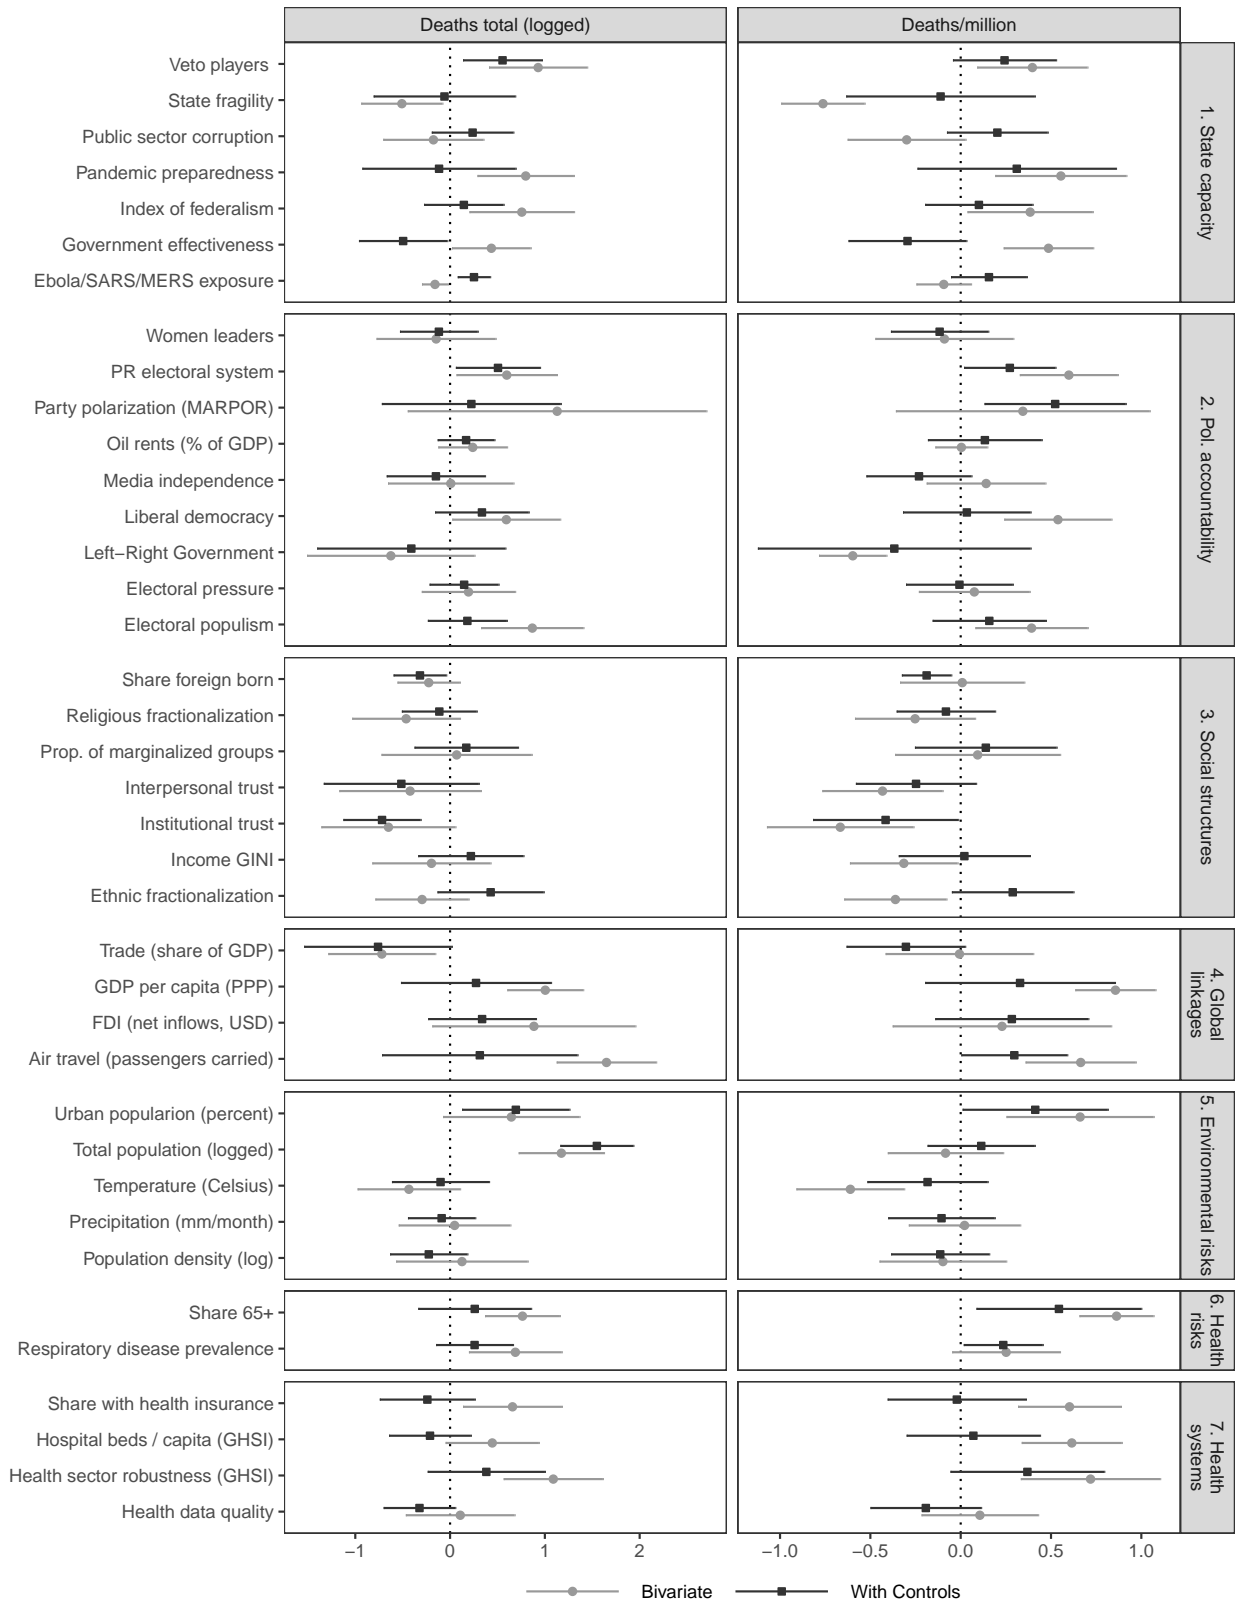 Deaths total (logged)
Deaths/million
Veto players
State fragility
Public sector corruption
Pandemic preparedness
Index of federalism
Government effectiveness
Ebola/SARS/MERS exposure
1. State capacity
Women leaders
PR electoral system
Party polarization (MARPOR)
Oil rents (% of GDP)
Media independence
Liberal democracy
Left−Right Government
Electoral pressure
Electoral populism
2. Pol. accountability
Share foreign born
Religious fractionalization
Prop. of marginalized groups
Interpersonal trust
Institutional trust
Income GINI
Ethnic fractionalization
3. Social structures
Trade (share of GDP)
GDP per capita (PPP)
FDI (net inflows, USD)
Air travel (passengers carried)
4. Global
linkages
Urban popularion (percent)
Total population (logged)
Temperature (Celsius)
Precipitation (mm/month)
Population density (log)
5. Environmental risks
Share 65+
Respiratory disease prevalence
6. Health
risks
Share with health insurance
Hospital beds / capita (GHSI)
Health sector robustness (GHSI)
Health data quality
7. Health
systems
−1 0 1 2
−1.0 −0.5 0.0 0.5 1.0
Bivariate With Controls